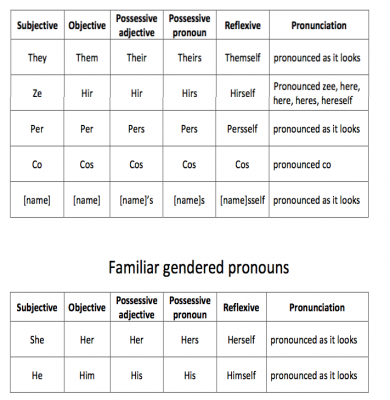 Subjective Objective Possessive adjective Possessive pronoun Reflexive Pronunciation
They Them Their Theirs Themself pronounced as it looks
Ze Hir Hir Hirs Hirself Pronounced zee, here, here, heres, hereself
Per Per Pers Pers Persself pronounced as it looks
Co Cos Cos Cos Cos pronounced co
[name] [name] [name]'s [name]s [name]sself pronounced as it looks
Familiar gendered pronouns
Subjective Objective Possessive adjective Possessive pronoun Reflexive Pronunciation
She Her Her Hers Herself pronounced as it looks
He Him His His Himself pronounced as it looks